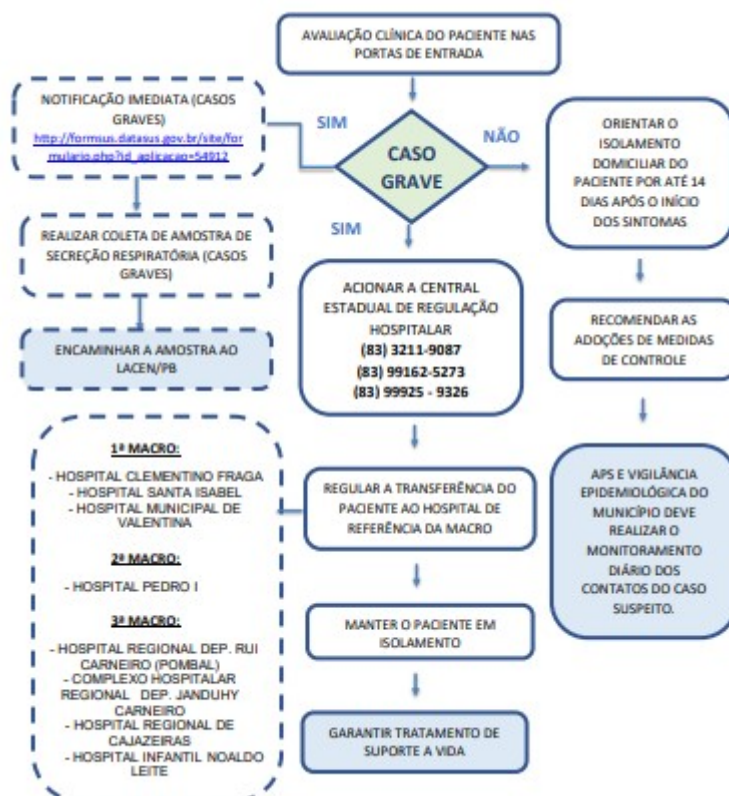 AVALIAÇÃO CLÍNICA DO PACIENTE NAS
PORTAS DE ENTRADA
NOTIFICAÇÃO IMEDIATA (CASOS
GRAVES)
http://formsus.datasus.gov.br/site/for
mulario.php?id_aplicacao=54912
SIM
NÃO
CASO
GRAVE
SIM
ORIENTAR O
ISOLAMENTO
DOMICILIAR DO
PACIENTE POR ATÉ 14
DIAS APÓS O INÍCIO
DOS SINTOMAS
REALIZAR COLETA DE AMOSTRA DE
SECREÇÃO RESPIRATÓRIA (CASOS
GRAVES)
ENCAMINHAR A AMOSTRA AO
LACEN/PB
ACIONAR A CENTRAL
ESTADUAL DE REGULAÇÃO
HOSPITALAR
(83) 3211-9087
(83) 99162-5273
(83) 99925 - 9326
RECOMENDAR AS
ADOÇÕES DE MEDIDAS
DE CONTROLE
1ª MACRO:
- HOSPITAL CLEMENTINO FRAGA
- HOSPITAL SANTA ISABEL
- HOSPITAL MUNICIPAL DE
VALENTINA
2ª MACRO:
- HOSPITAL PEDRO I
3ª MACRO:
- HOSPITAL REGIONAL DEP. RUI
CARNEIRO (POMBAL)
- COMPLEXO HOSPITALAR
REGIONAL DEP. JANDUHY
CARNEIRO
- HOSPITAL REGIONAL DE
CAJAZEIRAS
- HOSPITAL INFANTIL NOALDO
LEITE
REGULAR A TRANSFERÊNCIA DO
PACIENTE AO HOSPITAL DE
REFERÊNCIA DA MACRO
APS E VIGILÂNCIA
EPIDEMIOLÓGICA DO
MUNICÍPIO DEVE
REALIZAR O
MONITORAMENTO
DIÁRIO DOS
CONTATOS DO CASO
SUSPEITO.
MANTER O PACIENTE EM
ISOLAMENTO
GARANTIR TRATAMENTO DE
SUPORTE A VIDA